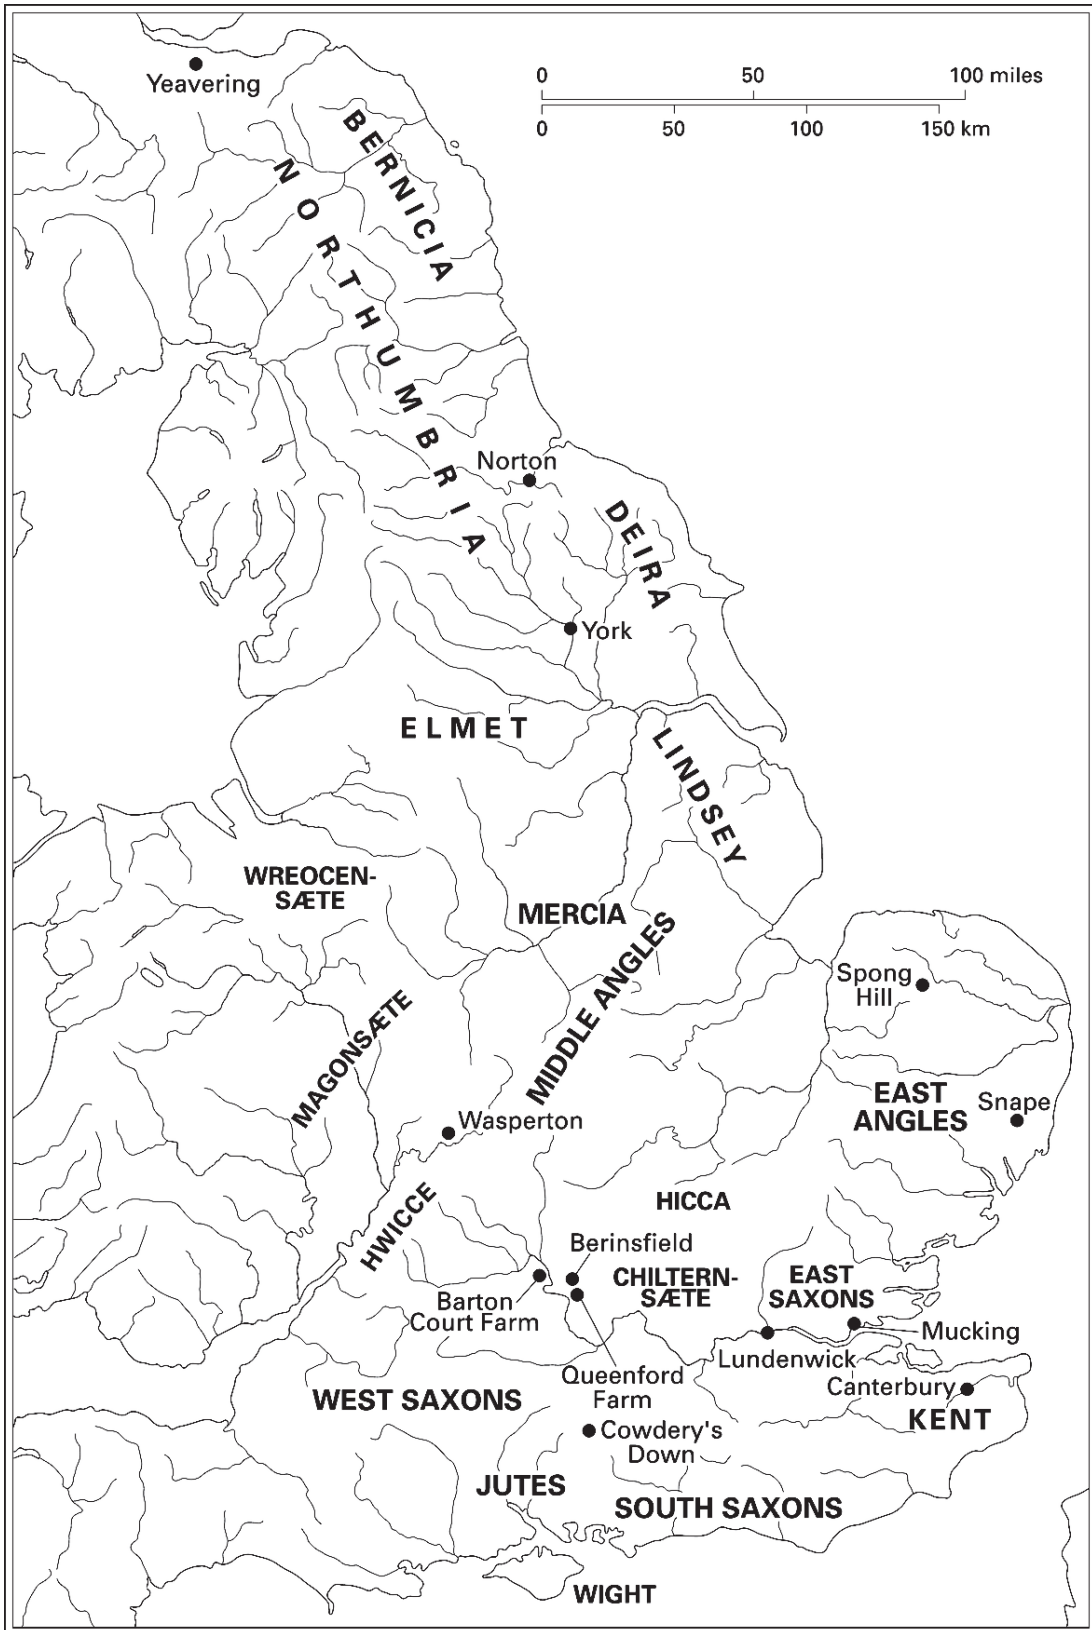 Yeavering
0 50 100 miles
0 50 100 150 km
BERNICIA
NORTHUMBRIA
Norton
DEIRA
York
ELMET
LINDSEY
WREOCEN-
SÆTE
MERCIA
MIDDLE ANGLES
Spong
Hill
MAGONSÆTE
EAST
ANGLES
Snape
Wasperton
HICCA
HWICCE
Berinsfield
CHILTERN-
SÆTE
EAST
SAXONS
Barton
Court Farm
Mucking
Lundenwick
Queenford
Farm
Canterbury
KENT
WEST SAXONS
Cowdery's
Down
JUTES
SOUTH SAXONS
WIGHT